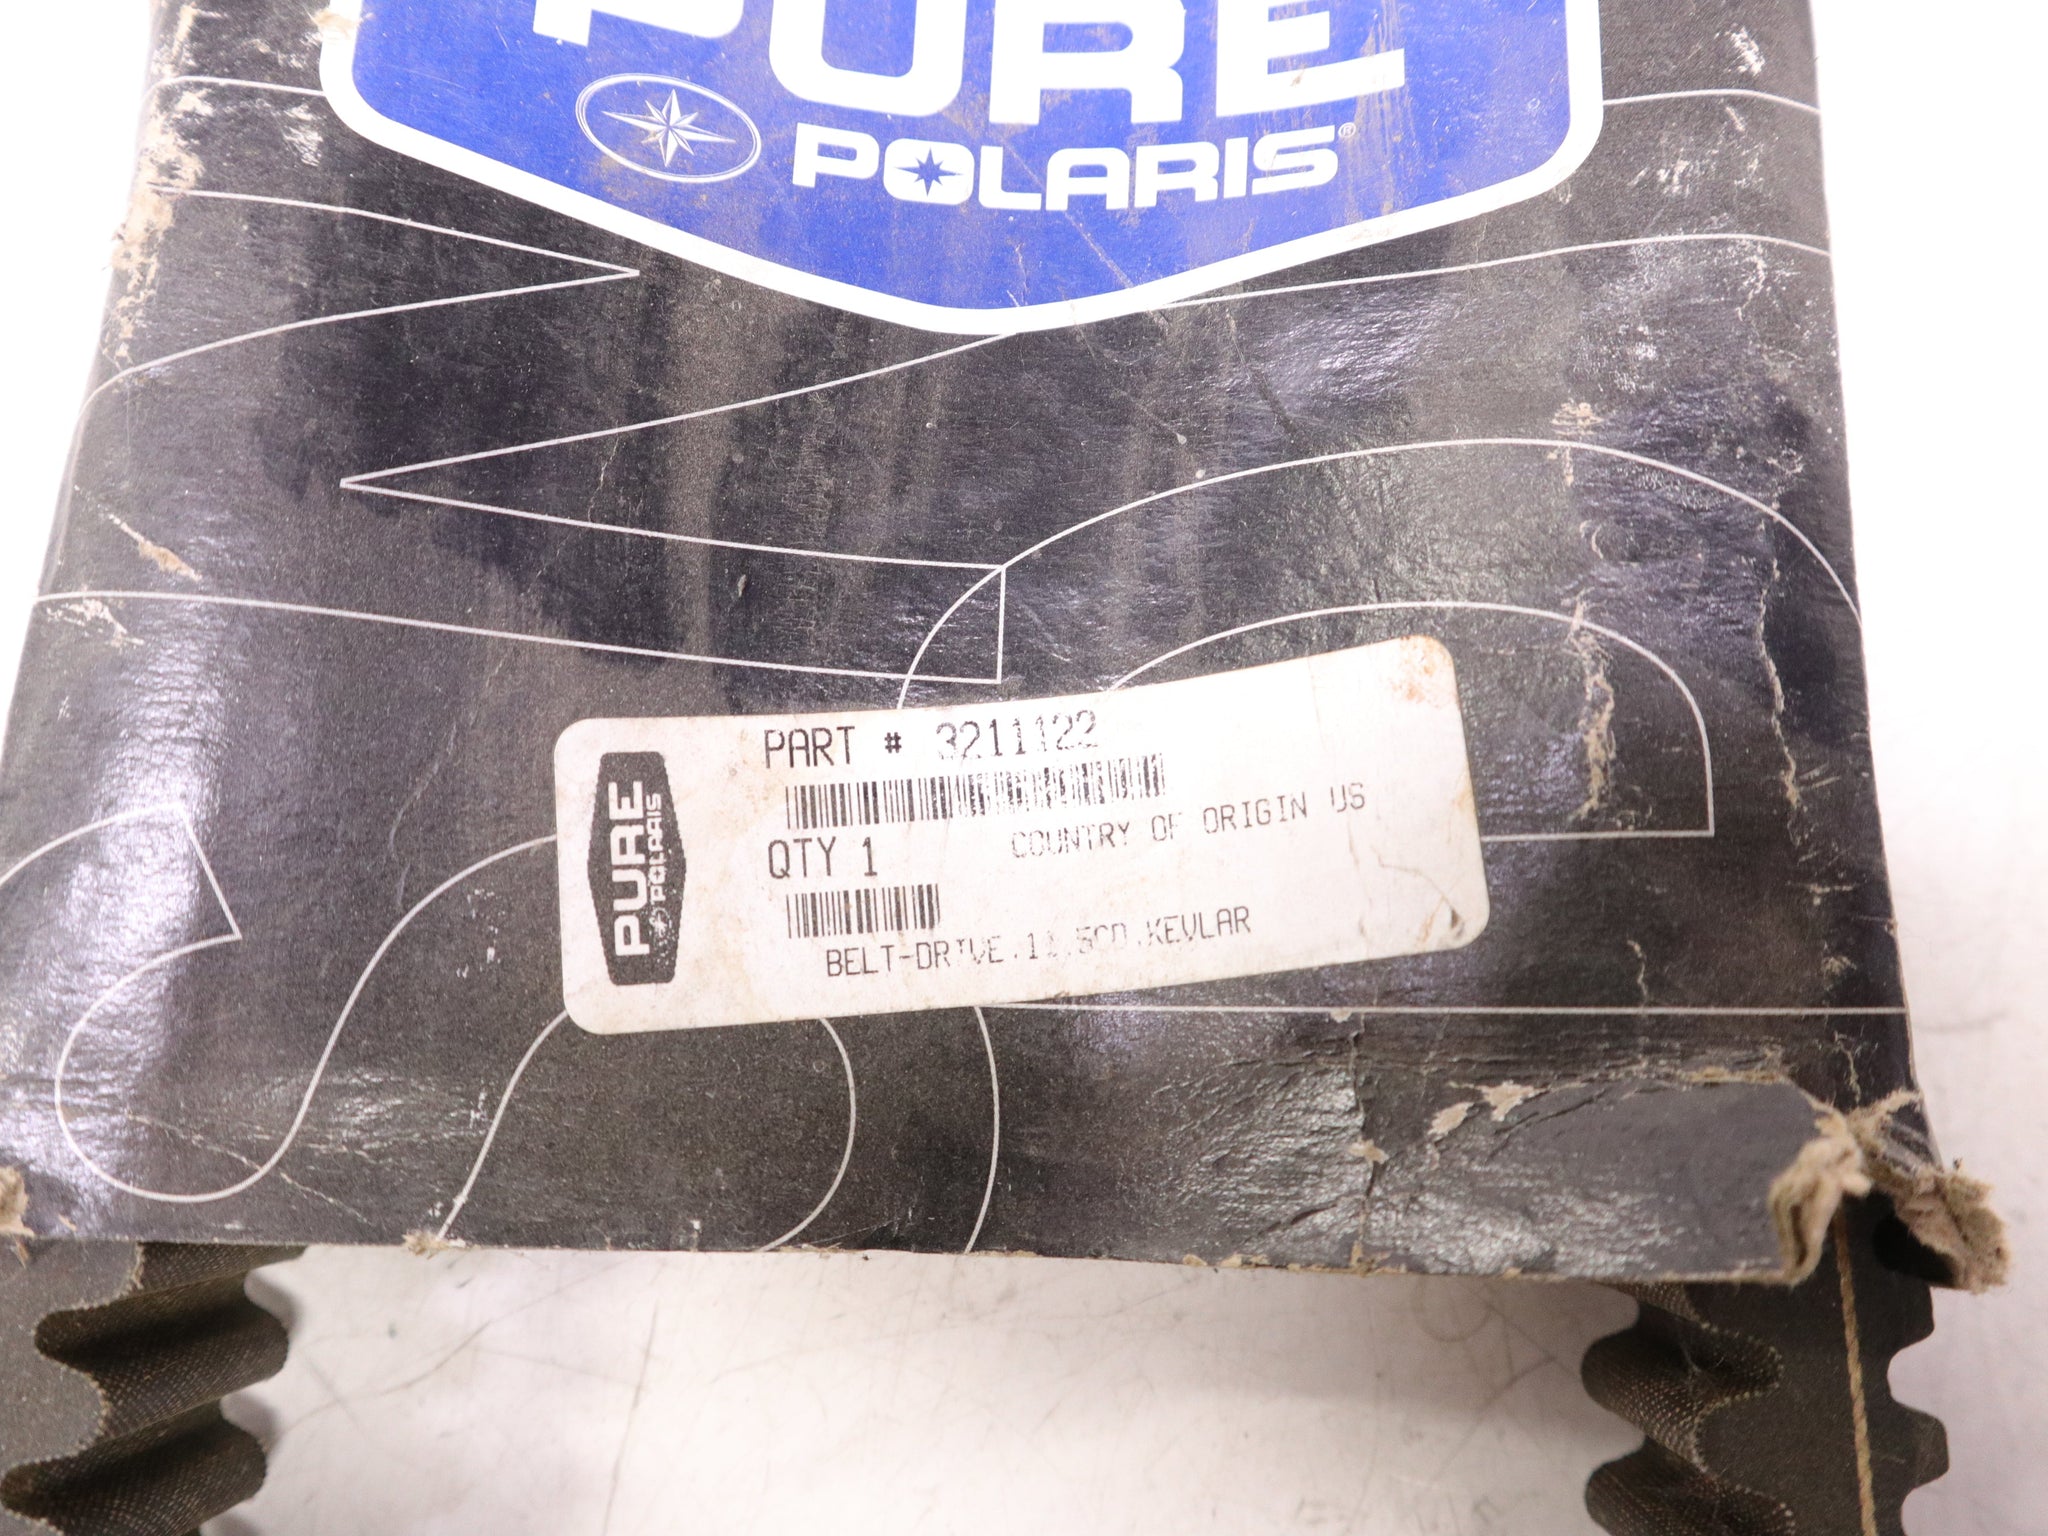 PURE
POLARIS®
PART # 3211122
QTY 1
COUNTRY OF ORIGIN US
BELT-DRIVE,11.5CD,KEVLAR
PURE
POLARIS